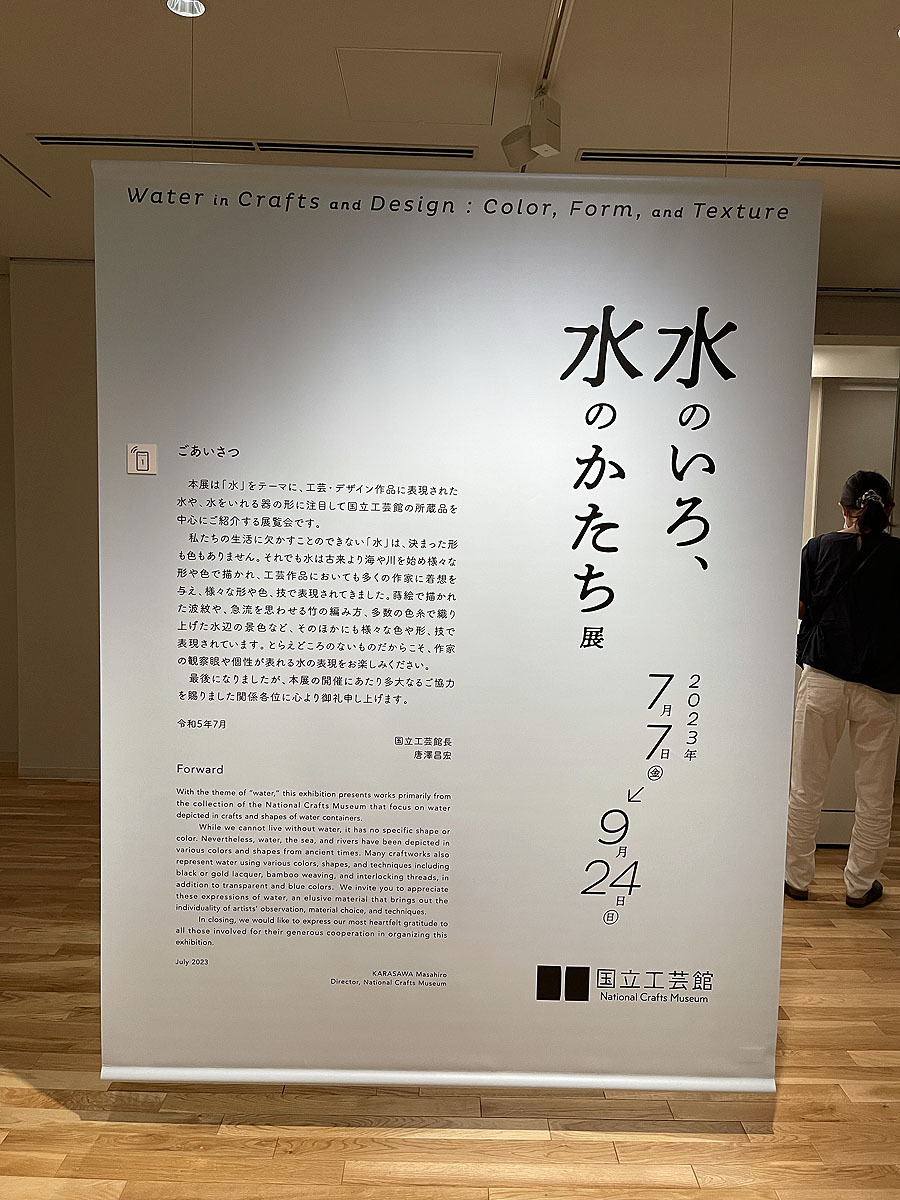 Water in Crafts and Design : Color, Form, and Texture
水のいろ、
水のかたち展
2023年
7月7日㊎
↙
9月24日㊐
ごあいさつ
本展は「水」をテーマに、工芸・デザイン作品に表現された
水や、水をいれる器の形に注目して国立工芸館の所蔵品を
中心にご紹介する展覧会です。
私たちの生活に欠かすことのできない「水」は、決まった形
も色もありません。それでも水は古来より海や川を始め様々な
形や色で描かれ、工芸作品においても多くの作家に着想を
与え、様々な形や色、技で表現されてきました。蒔絵で描かれ
た波紋や、急流を思わせる竹の編み方、多数の色糸で織り
上げた水辺の景色など、そのほかにも様々な色や形、技で
表現されています。とらえどころのないものだからこそ、作家
の観察眼や個性が表れる水の表現をお楽しみください。
最後になりましたが、本展の開催にあたり多大なるご協力
を賜りました関係各位に心より御礼申し上げます。
令和5年7月
国立工芸館長
唐澤昌宏
Forward
With the theme of “water,” this exhibition presents works primarily from
the collection of the National Crafts Museum that focus on water
depicted in crafts and shapes of water containers.
While we cannot live without water, it has no specific shape or
color. Nevertheless, water, the sea, and rivers have been depicted in
various colors and shapes from ancient times. Many craftworks also
represent water using various colors, shapes, and techniques including
black or gold lacquer, bamboo weaving, and interlocking threads, in
addition to transparent and blue colors. We invite you to appreciate
these expressions of water, an elusive material that brings out the
individuality of artists’ observation, material choice, and techniques.
In closing, we would like to express our most heartfelt gratitude to
all those involved for their generous cooperation in organizing this
exhibition.
July 2023
KARASAWA Masahiro
Director, National Crafts Museum
国立工芸館
National Crafts Museum
1